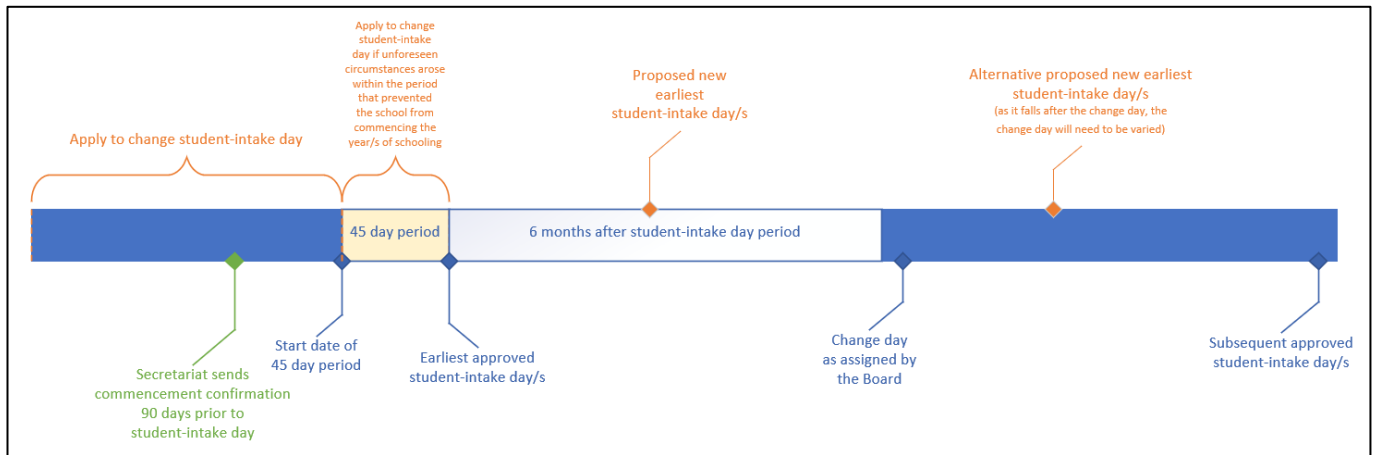 Apply to change
student-intake
day if unforeseen
circumstances arose
within the period
that prevented
the school from
commencing the
year/s of schooling
Apply to change student-intake day
Proposed new
earliest
student-intake day/s
Alternative proposed new earliest
student-intake day/s
(as it falls after the change day, the
change day will need to be varied)
45 day period
6 months after student-intake day period
Start date of
45 day period
Earliest approved
student-intake day/s
Change day
as assigned by
the Board
Subsequent approved
student-intake day/s
Secretariat sends
commencement confirmation
90 days prior to
student-intake day